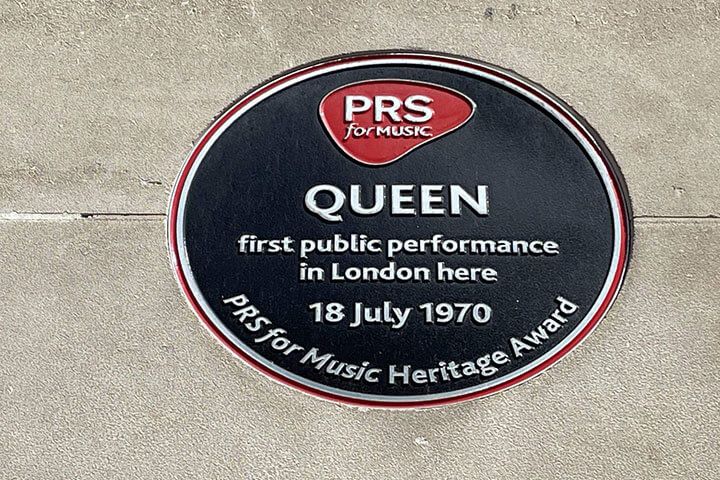 PRS
for MUSIC
QUEEN
first public performance
in London here
18 July 1970
PRS for Music Heritage Award